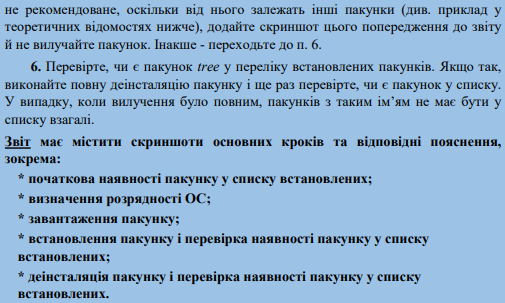 не рекомендоване, оскільки від нього залежать інші пакунки (див. приклад у
теоретичних відомостях нижче), додайте скриншот цього попередження до звіту
й не вилучайте пакунок. Інакше - переходьте до п. 6.
6. Перевірте, чи є пакунок tree у переліку встановлених пакунків. Якщо так,
виконайте повну деінсталяцію пакунку і ще раз перевірте, чи є пакунок у списку.
У випадку, коли вилучення було повним, пакунків з таким ім’ям не має бути у
списку взагалі.
Звіт має містити скриншоти основних кроків та відповідні пояснення,
зокрема:
* початкова наявності пакунку у списку встановлених;
* визначення розрядності ОС;
* завантаження пакунку;
* встановлення пакунку і перевірка наявності пакунку у списку
встановлених;
* деінсталяція пакунку і перевірка наявності пакунку у списку
встановлених.